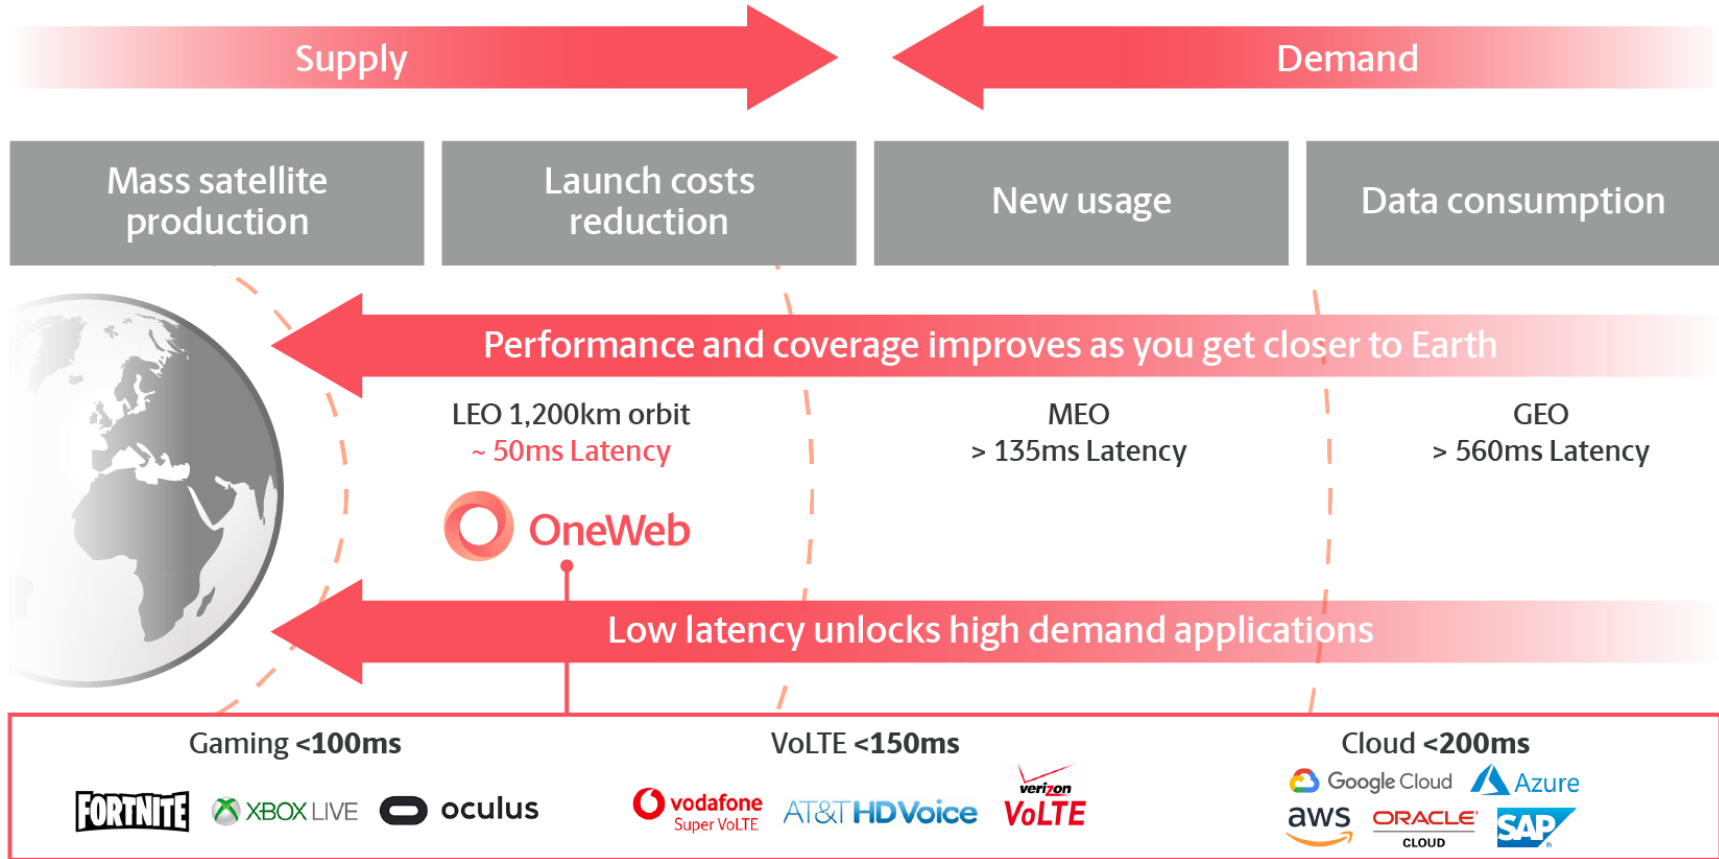 Supply
Demand
Mass satellite
production
Launch costs
reduction
New usage
Data consumption
Performance and coverage improves as you get closer to Earth
LEO 1,200km orbit
~ 50ms Latency
MEO
> 135ms Latency
GEO
> 560ms Latency
OneWeb
Low latency unlocks high demand applications
Gaming <100ms
VoLTE <150ms
Cloud <200ms
FORTNITE
XBOX LIVE
oculus
vodafone
Super VoLTE
AT&T HD Voice
verizon
VoLTE
Google Cloud
Azure
aws
ORACLE
CLOUD
SAP